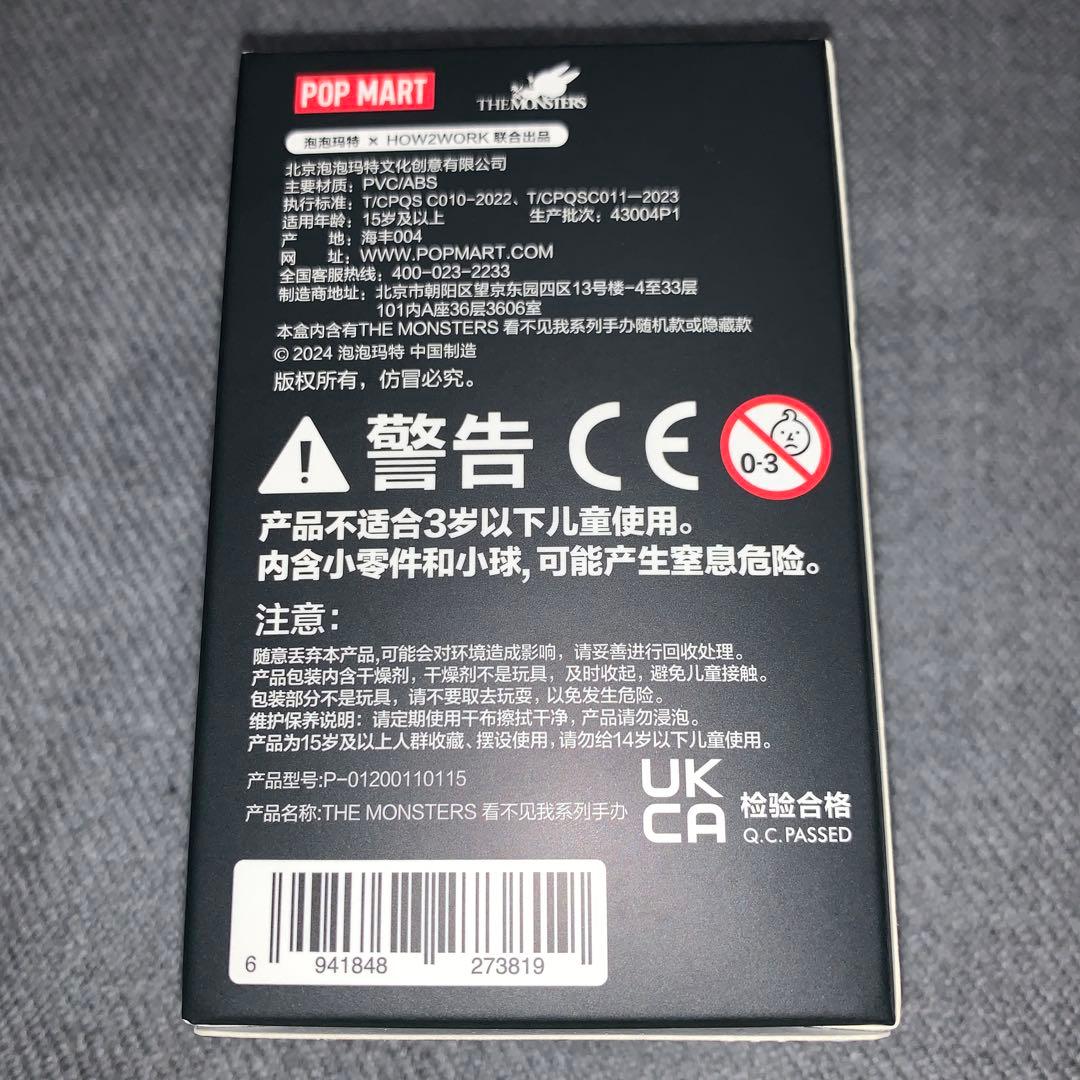 POP MART
THE MONSTERS
泡泡玛特 × HOW2WORK 联合出品
北京泡泡玛特文化创意有限公司
主要材质：PVC/ABS
执行标准：T/CPQS C010-2022、T/CPQSC011—2023
适用年龄：15岁及以上 生产批次：43004P1
产 地：海丰004
网 址：WWW.POPMART.COM
全国客服热线：400-023-2233
制造商地址：北京市朝阳区望京东园四区13号楼-4至33层
101内A座36层3606室
本盒内含有THE MONSTERS 看不见我系列手办随机款或隐藏款
© 2024 泡泡玛特 中国制造
版权所有，仿冒必究。
警告 CE 0-3
产品不适合3岁以下儿童使用。
内含小零件和小球，可能产生窒息危险。
注意：
随意丢弃本产品,可能会对环境造成影响，请妥善进行回收处理。
产品包装内含干燥剂，干燥剂不是玩具，及时收起，避免儿童接触。
包装部分不是玩具，请不要取去玩耍，以免发生危险。
维护保养说明：请定期使用干布擦拭干净，产品请勿浸泡。
产品为15岁及以上人群收藏、摆设使用，请勿给14岁以下儿童使用。
产品型号:P-01200110115
产品名称:THE MONSTERS 看不见我系列手办
UK
CA
检验合格
Q.C.PASSED
6 941848 273819